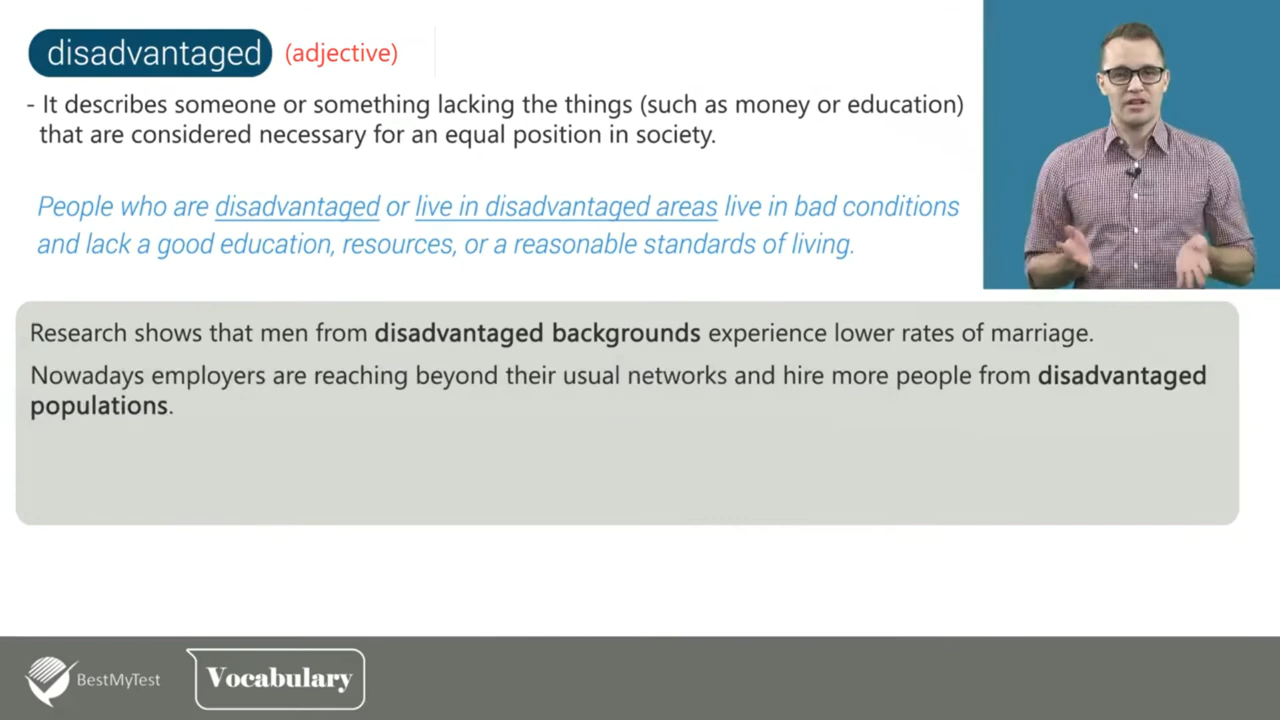 disadvantaged (adjective)
- It describes someone or something lacking the things (such as money or education)
that are considered necessary for an equal position in society.
People who are disadvantaged or live in disadvantaged areas live in bad conditions
and lack a good education, resources, or a reasonable standards of living.
Research shows that men from disadvantaged backgrounds experience lower rates of marriage.
Nowadays employers are reaching beyond their usual networks and hire more people from disadvantaged
populations.
BestMyTest
Vocabulary